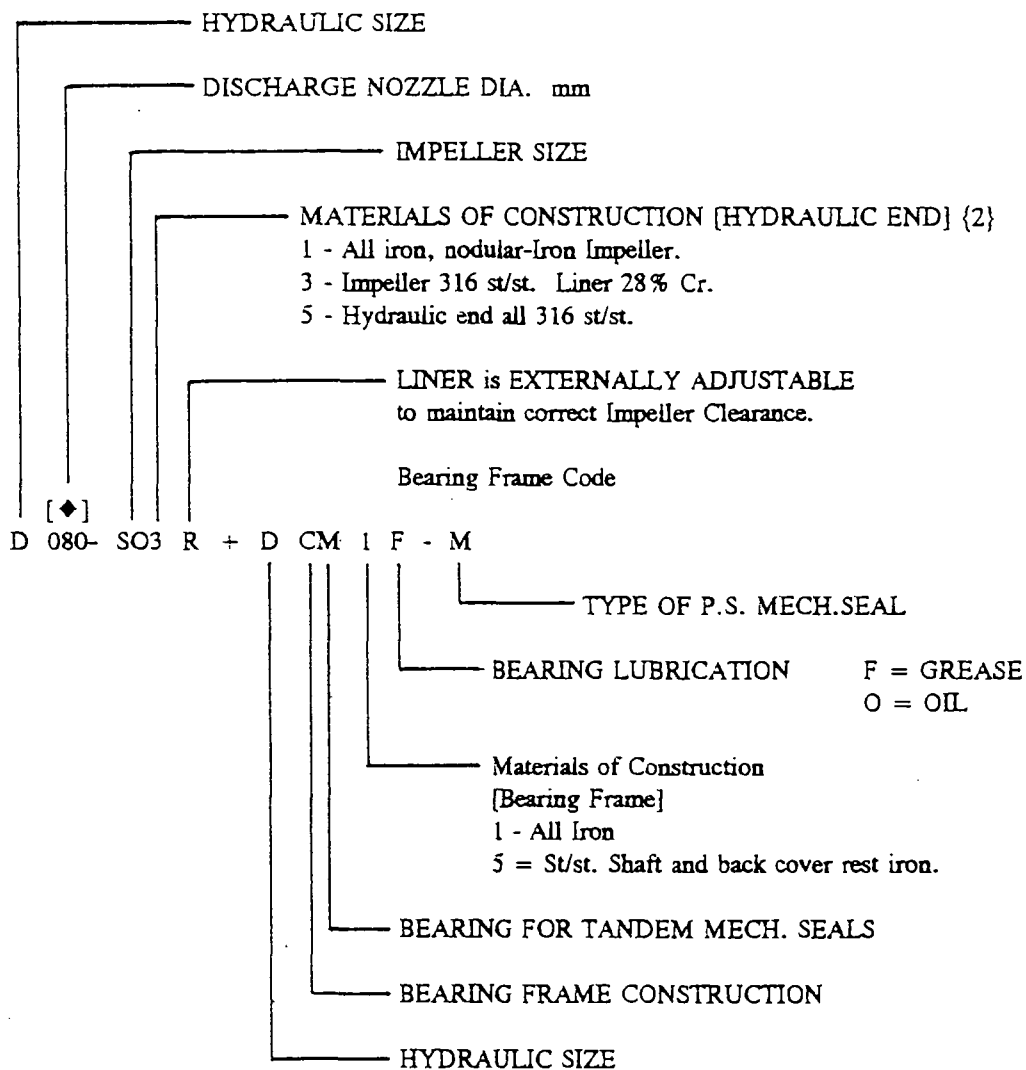 HYDRAULIC SIZE
DISCHARGE NOZZLE DIA. mm
IMPELLER SIZE
MATERIALS OF CONSTRUCTION [HYDRAULIC END] {2}
1 - All iron, nodular-Iron Impeller.
3 - Impeller 316 st/st. Liner 28% Cr.
5 - Hydraulic end all 316 st/st.
LINER is EXTERNALLY ADJUSTABLE
to maintain correct Impeller Clearance.
Bearing Frame Code
[◆]
D 080- SO3 R + D CM 1 F - M
TYPE OF P.S. MECH.SEAL
BEARING LUBRICATION F = GREASE
O = OIL
Materials of Construction
[Bearing Frame]
1 - All Iron
5 = St/st. Shaft and back cover rest iron.
BEARING FOR TANDEM MECH. SEALS
BEARING FRAME CONSTRUCTION
HYDRAULIC SIZE